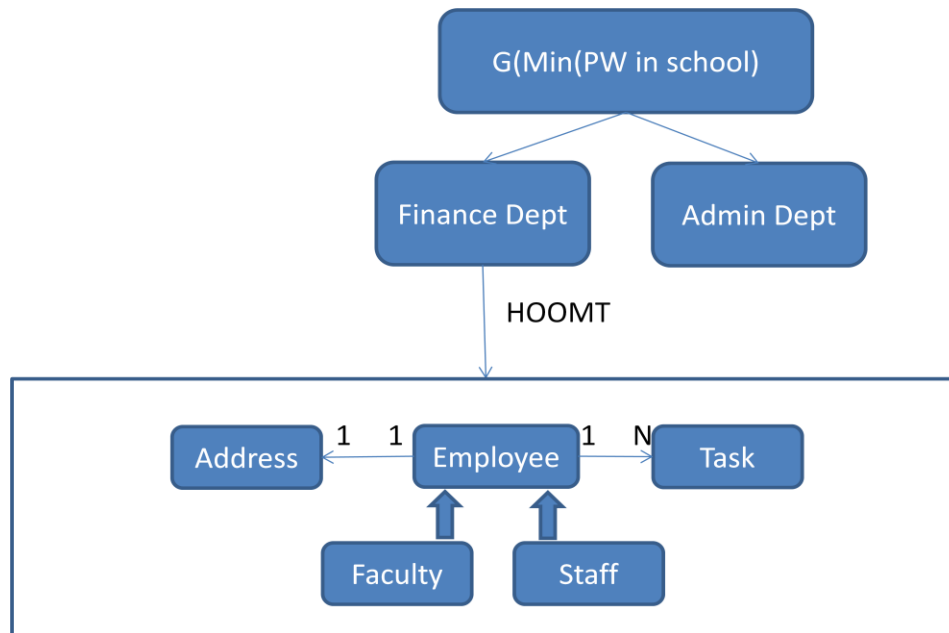 G(Min(PW in school)
Finance Dept
Admin Dept
HOOMT
1 1 1 N
Address
Employee
Task
Faculty
Staff